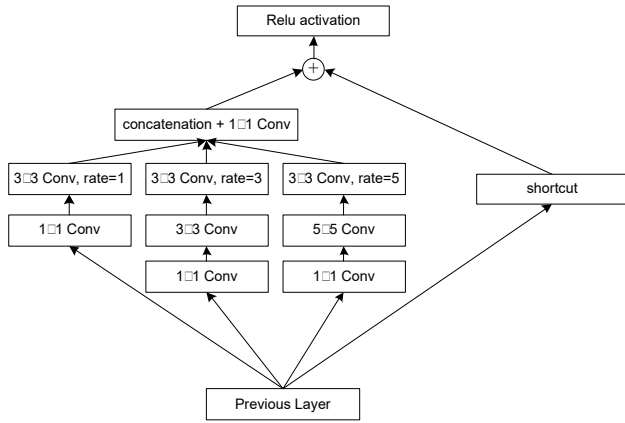 Relu activation
+
concatenation + 1□1 Conv
3□3 Conv, rate=1
3□3 Conv, rate=3
3□3 Conv, rate=5
shortcut
1□1 Conv
3□3 Conv
5□5 Conv
1□1 Conv
1□1 Conv
Previous Layer